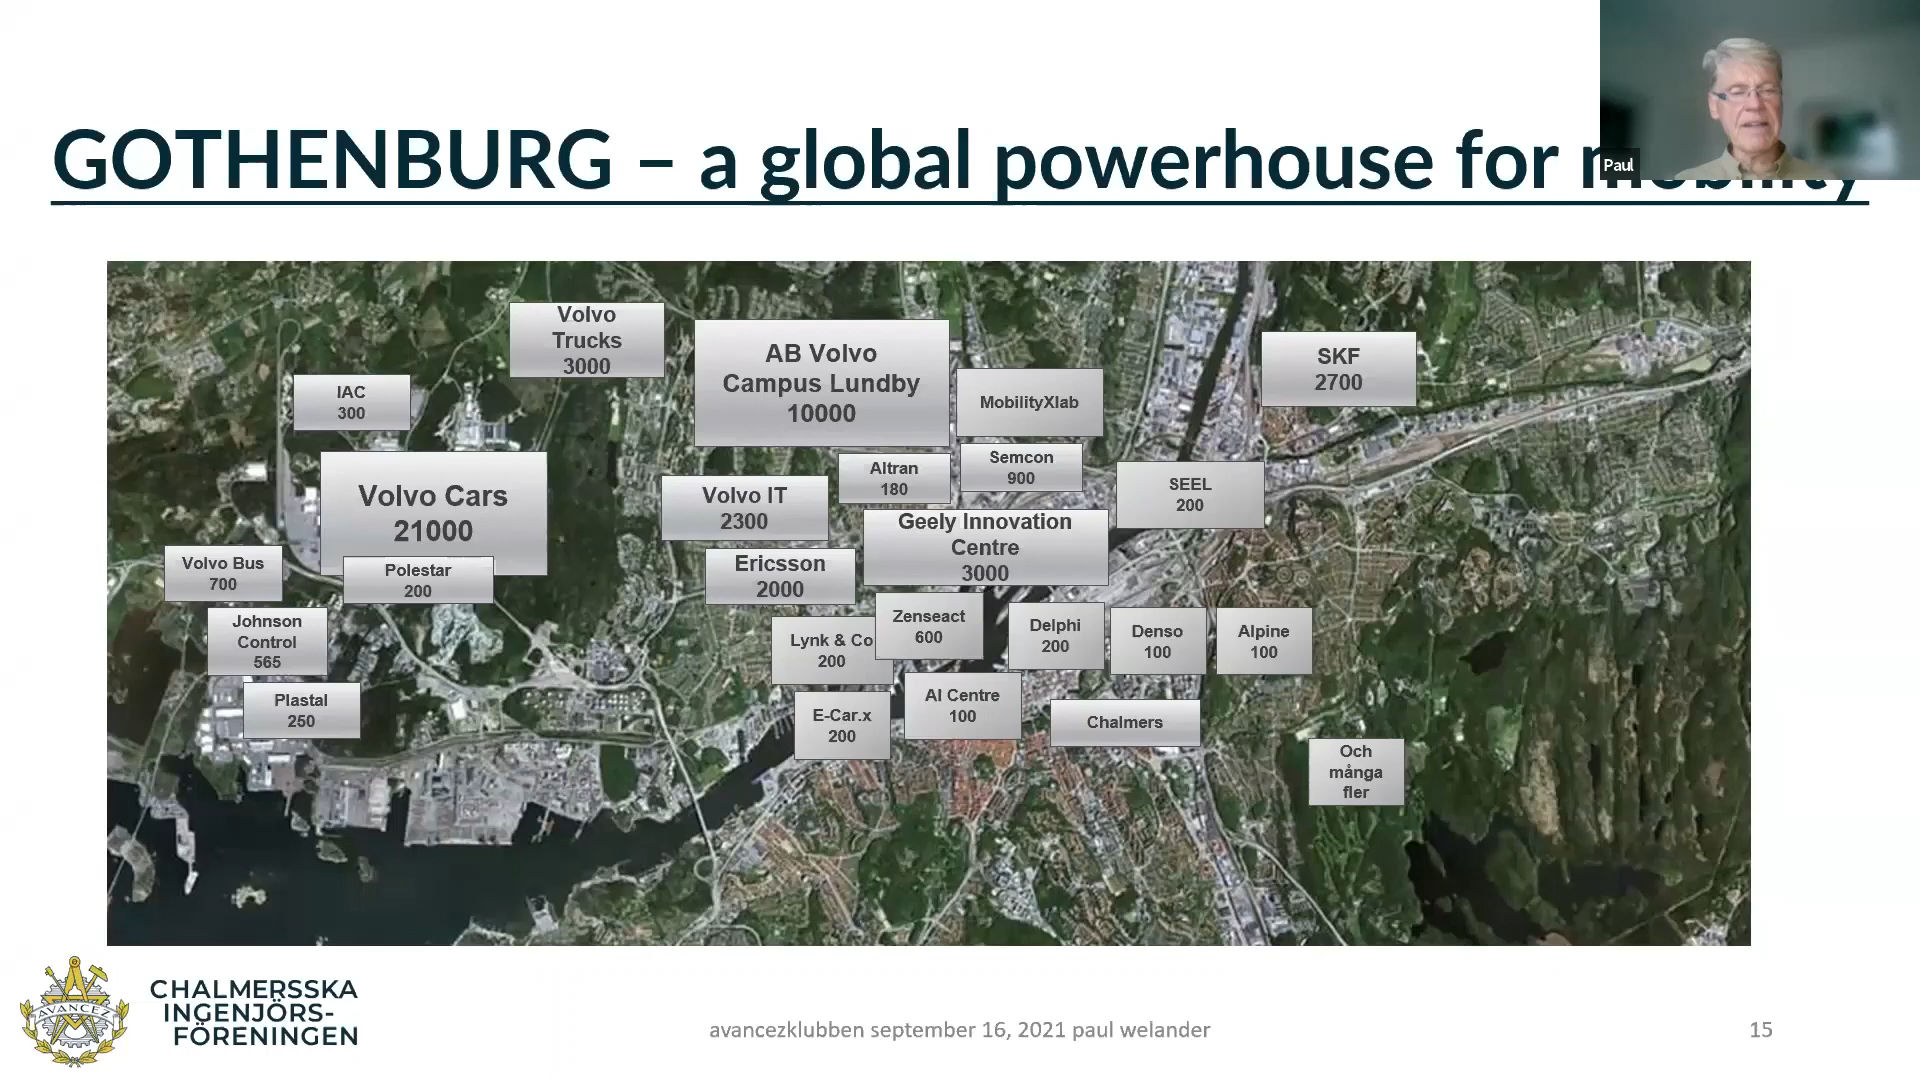 GOTHENBURG – a global powerhouse for mobility
Paul
Volvo
Trucks
3000
AB Volvo
Campus Lundby
10000
SKF
2700
IAC
300
MobilityXlab
Altran
180
Semcon
900
SEEL
200
Volvo Cars
21000
Volvo IT
2300
Geely Innovation
Centre
3000
Volvo Bus
700
Polestar
200
Ericsson
2000
Johnson
Control
565
Lynk & Co
200
Zenseact
600
Delphi
200
Denso
100
Alpine
100
Plastal
250
E-Car.x
200
AI Centre
100
Chalmers
Och
många
fler
AVANCEZ
CHALMERSSKA
INGENJÖRS-
FÖRENINGEN
avancezklubben september 16, 2021 paul welander
15